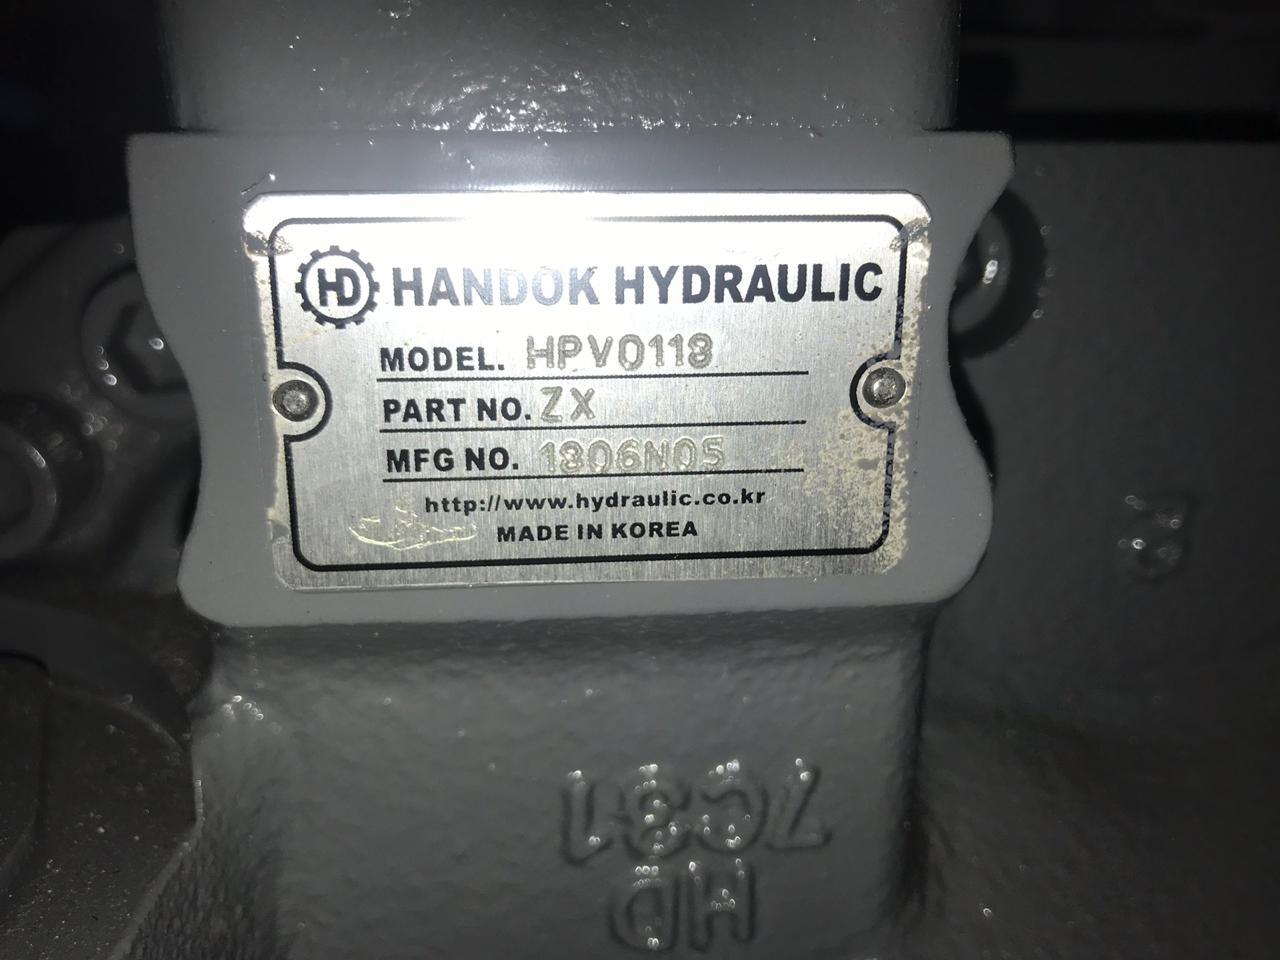 HD HANDOK HYDRAULIC
MODEL. HPV0118
PART NO. ZX
MFG NO. 1806N05
http://www.hydraulic.co.kr
MADE IN KOREA
HD